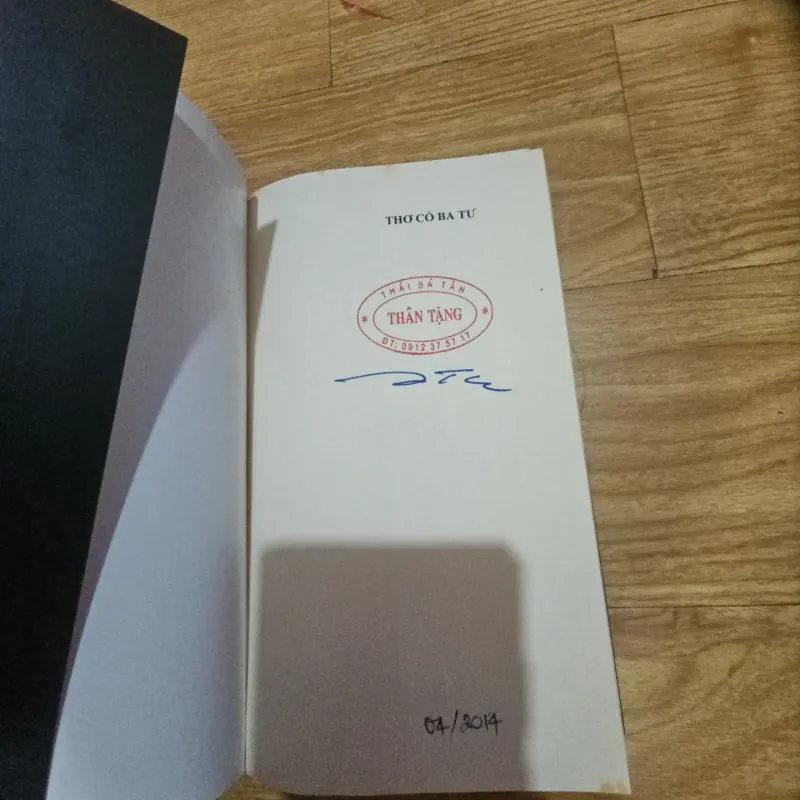 THƠ CỔ BA TƯ
THÁI BÁ TÂN
THÂN TẶNG
ĐT: 0912 37 57 17
04/2014